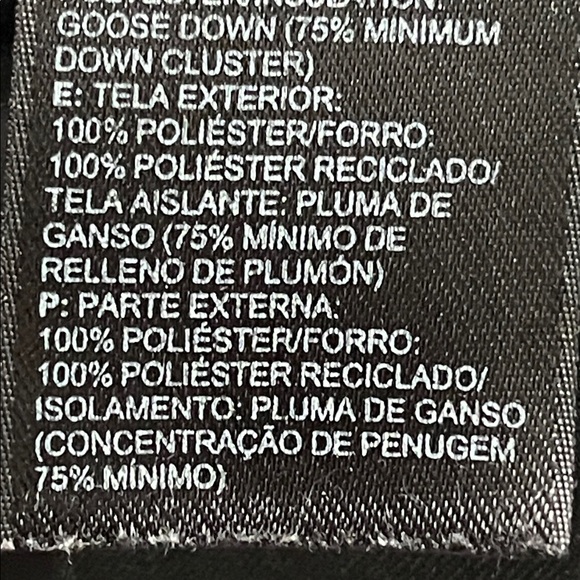 GOOSE DOWN (75% MINIMUM
DOWN CLUSTER)
E: TELA EXTERIOR:
100% POLIÉSTER/FORRO:
100% POLIÉSTER RECICLADO/
TELA AISLANTE: PLUMA DE
GANSO (75% MÍNIMO DE
RELLENO DE PLUMÓN)
P: PARTE EXTERNA:
100% POLIÉSTER/FORRO:
100% POLIÉSTER RECICLADO/
ISOLAMENTO: PLUMA DE GANSO
(CONCENTRAÇÃO DE PENUGEM
75% MÍNIMO)